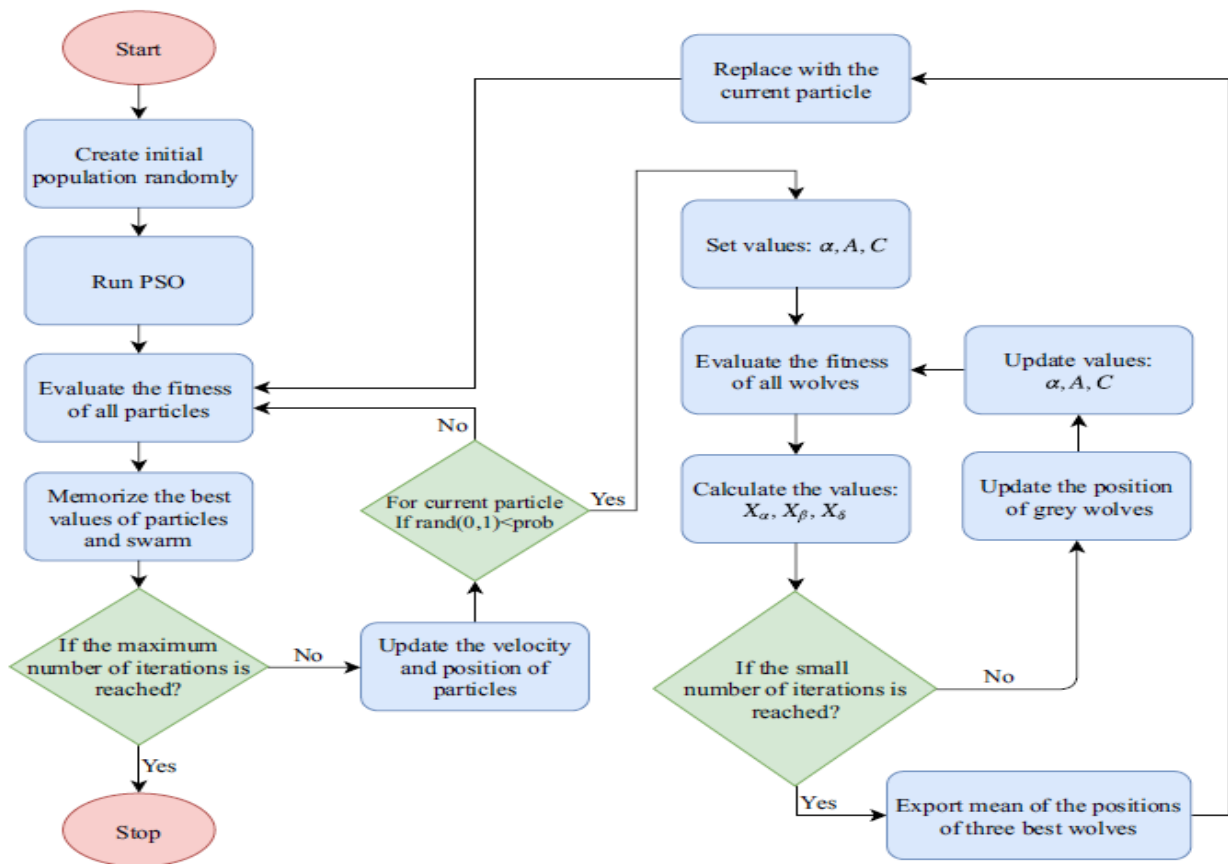 Start
Create initial
population randomly
Run PSO
Evaluate the fitness
of all particles
Memorize the best
values of particles
and swarm
If the maximum
number of iterations is
reached?
Yes
Stop
No
Update the velocity
and position of
particles
For current particle
If rand(0,1)<prob
No
Yes
Replace with the
current particle
Set values: α, A, C
Evaluate the fitness
of all wolves
Calculate the values:
Xα, Xβ, Xδ
If the small
number of iterations is
reached?
No
Update the position
of grey wolves
Update values:
α, A, C
Yes
Export mean of the positions
of three best wolves